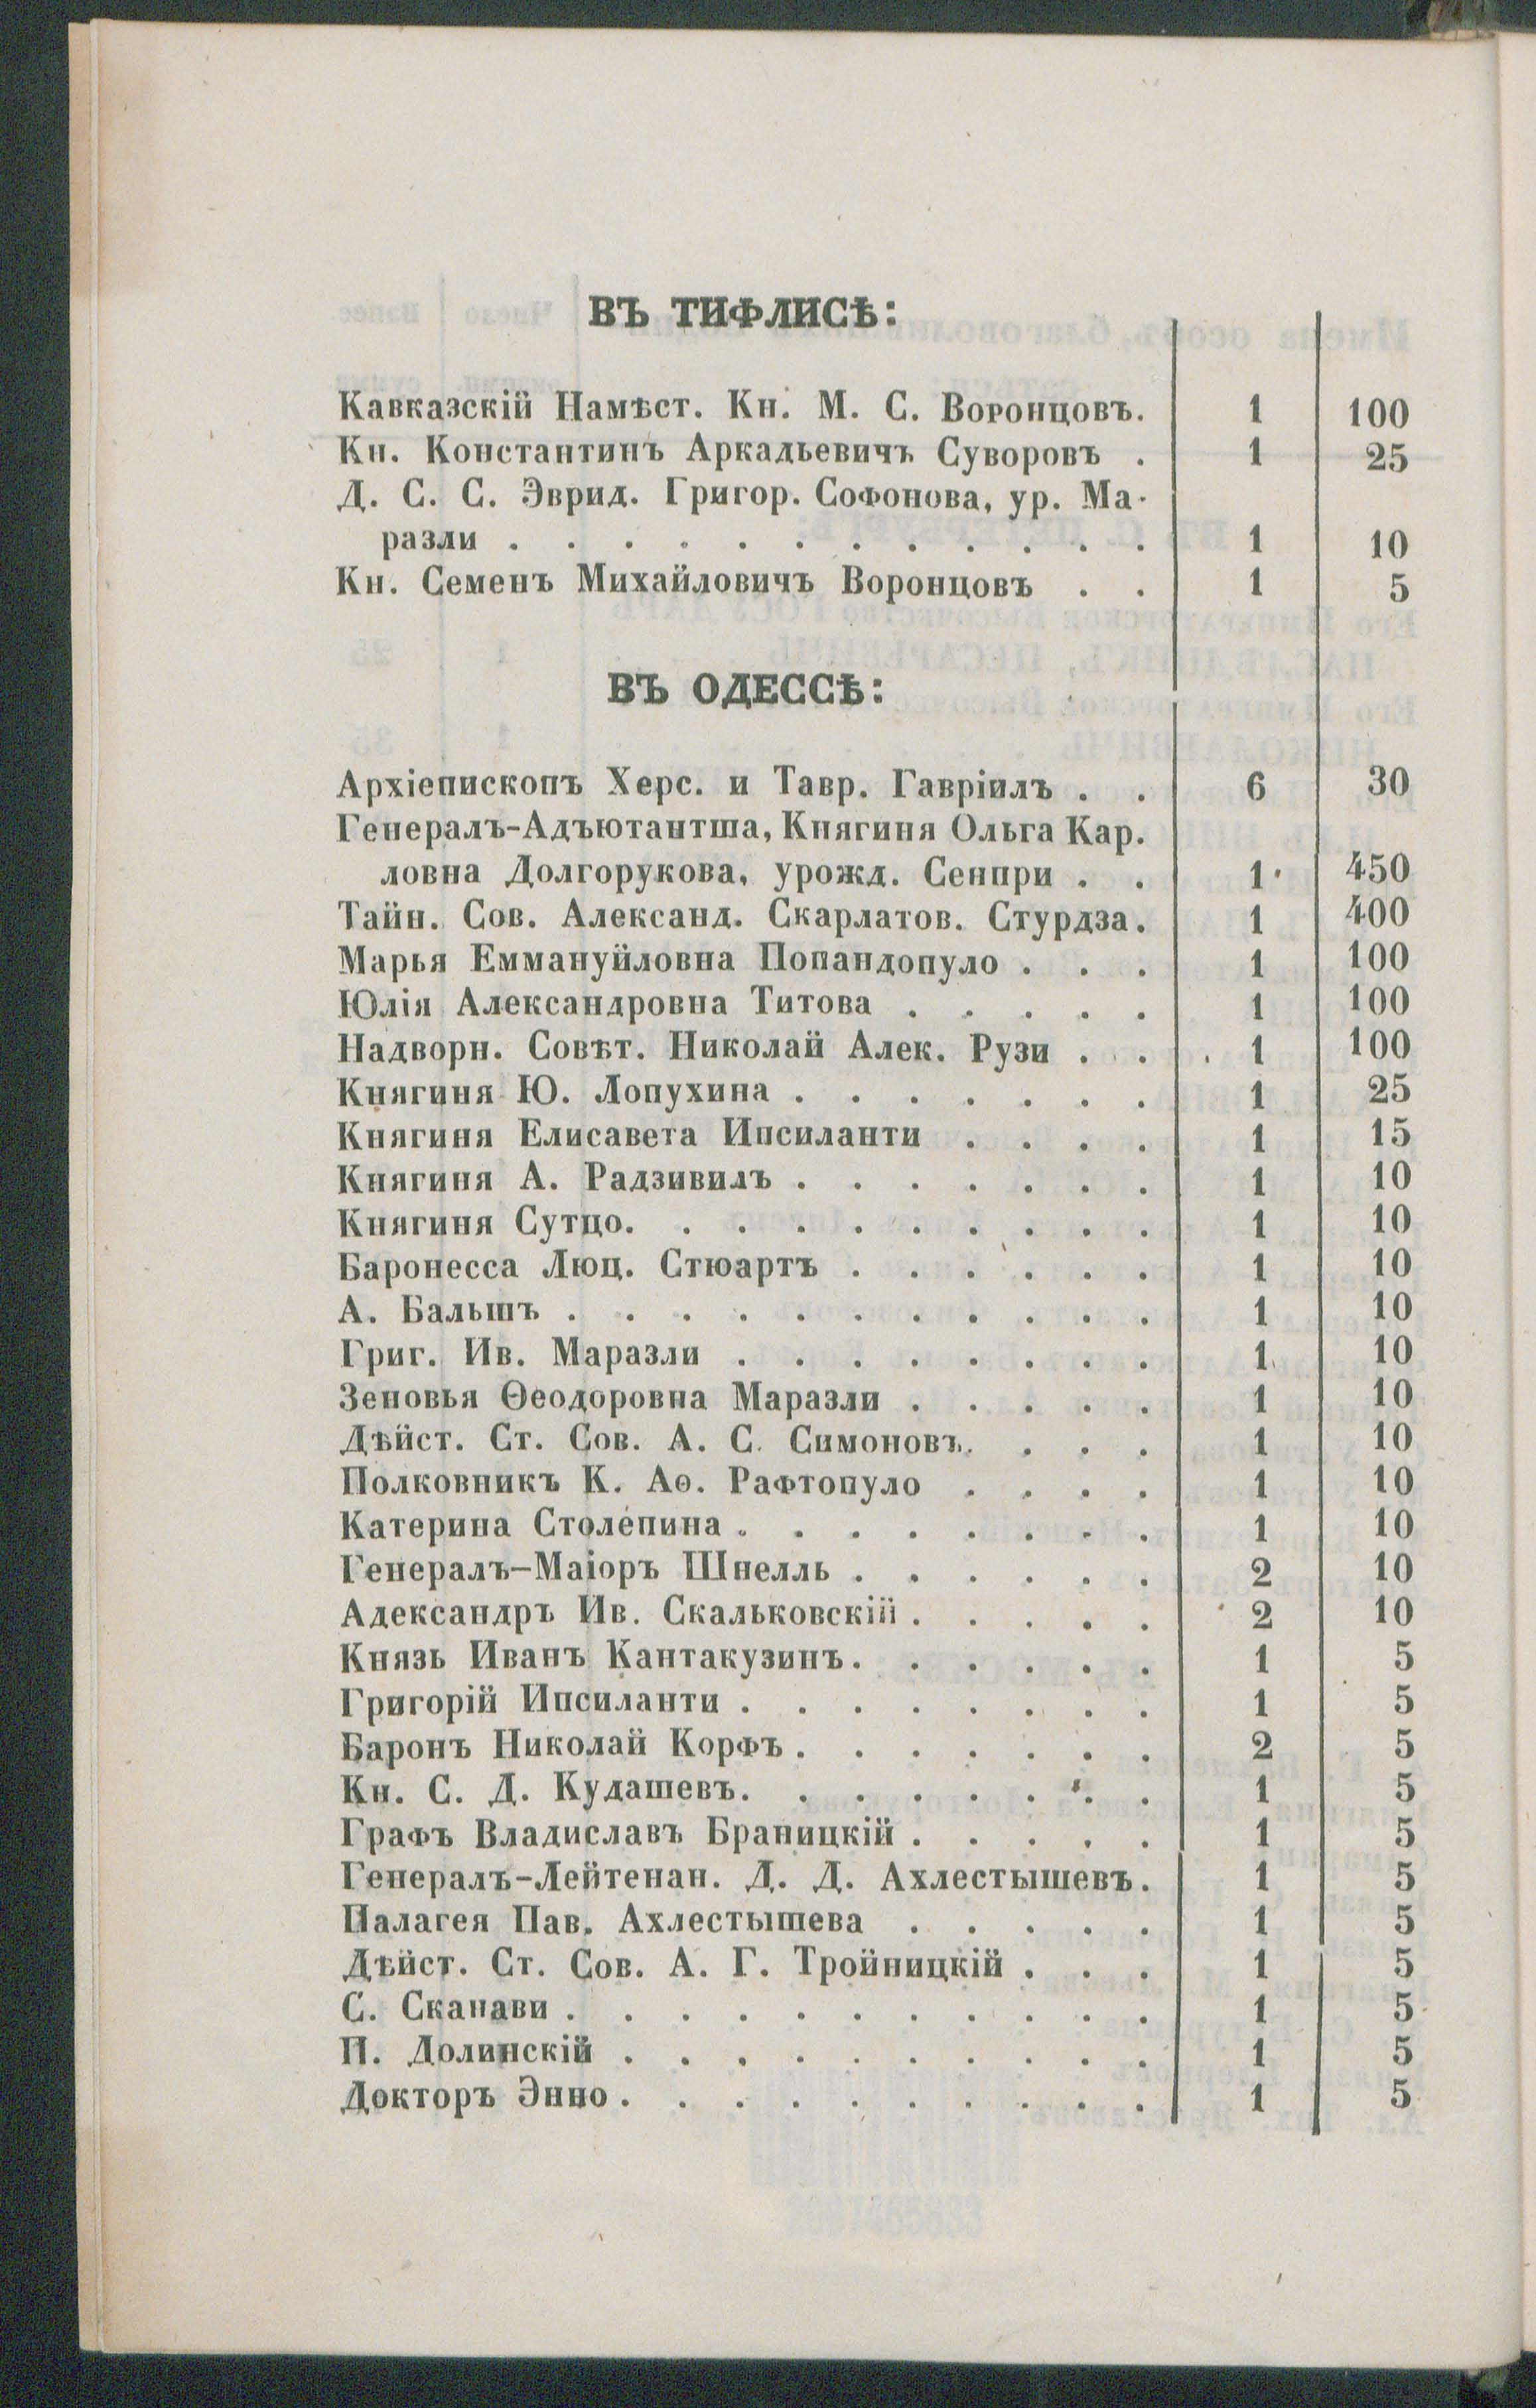 ВЪ ТИФЛИСѢ:
Кавказскій Намѣст. Кн. М. С. Воронцовъ. 1 100
Кн. Константинъ Аркадьевичъ Суворовъ . 1 25
Д. С. С. Эврид. Григор. Софонова, ур. Ма-
разли . . . . . . . . . . . . 1 10
Кн. Семенъ Михайловичъ Воронцовъ . . 1 5
ВЪ ОДЕССѢ:
Архіепископъ Херс. и Тавр. Гавріилъ . . 6 30
Генералъ-Адъютантша, Княгиня Ольга Кар.
ловна Долгорукова, урожд. Сенпри . . 1 450
Тайн. Сов. Александ. Скарлатов. Стурдза. 1 400
Марья Еммануйловна Попандопуло . . . 1 100
Юлія Александровна Титова . . . . . 1 100
Надворн. Совѣт. Николай Алек. Рузи . . 1 100
Княгиня Ю. Лопухина . . . . . . . 1 25
Княгиня Елисавета Ипсиланти . . . . 1 15
Княгиня А. Радзивилъ . . . . . . . 1 10
Княгиня Сутцо. . . . . . . . . . 1 10
Баронесса Люц. Стюартъ . . . . . . 1 10
А. Бальшъ . . . . . . . . . . . 1 10
Григ. Ив. Маразли . . . . . . . . 1 10
Зеновья Ѳеодоровна Маразли . . . . . 1 10
Дѣйст. Ст. Сов. А. С. Симоновъ. . . . 1 10
Полковникъ К. Аѳ. Рафтопуло . . . . 1 10
Катерина Столепина . . . . . . . . 1 10
Генералъ-Маіоръ Шнелль . . . . . . 2 10
Адександръ Ив. Скальковскій . . . . . 2 10
Князь Иванъ Кантакузинъ. . . . . . 1 5
Григорій Ипсиланти . . . . . . . . 1 5
Баронъ Николай Корфъ . . . . . . . 2 5
Кн. С. Д. Кудашевъ. . . . . . . . 1 5
Графъ Владиславъ Браницкій . . . . . 1 5
Генералъ-Лейтенан. Д. Д. Ахлестышевъ. 1 5
Палагея Пав. Ахлестышева . . . . . 1 5
Дѣйст. Ст. Сов. А. Г. Тройницкій . . . 1 5
С. Сканави . . . . . . . . . . . 1 5
П. Долинскій . . . . . . . . . . 1 5
Докторъ Энно . . . . . . . . . . 1 5